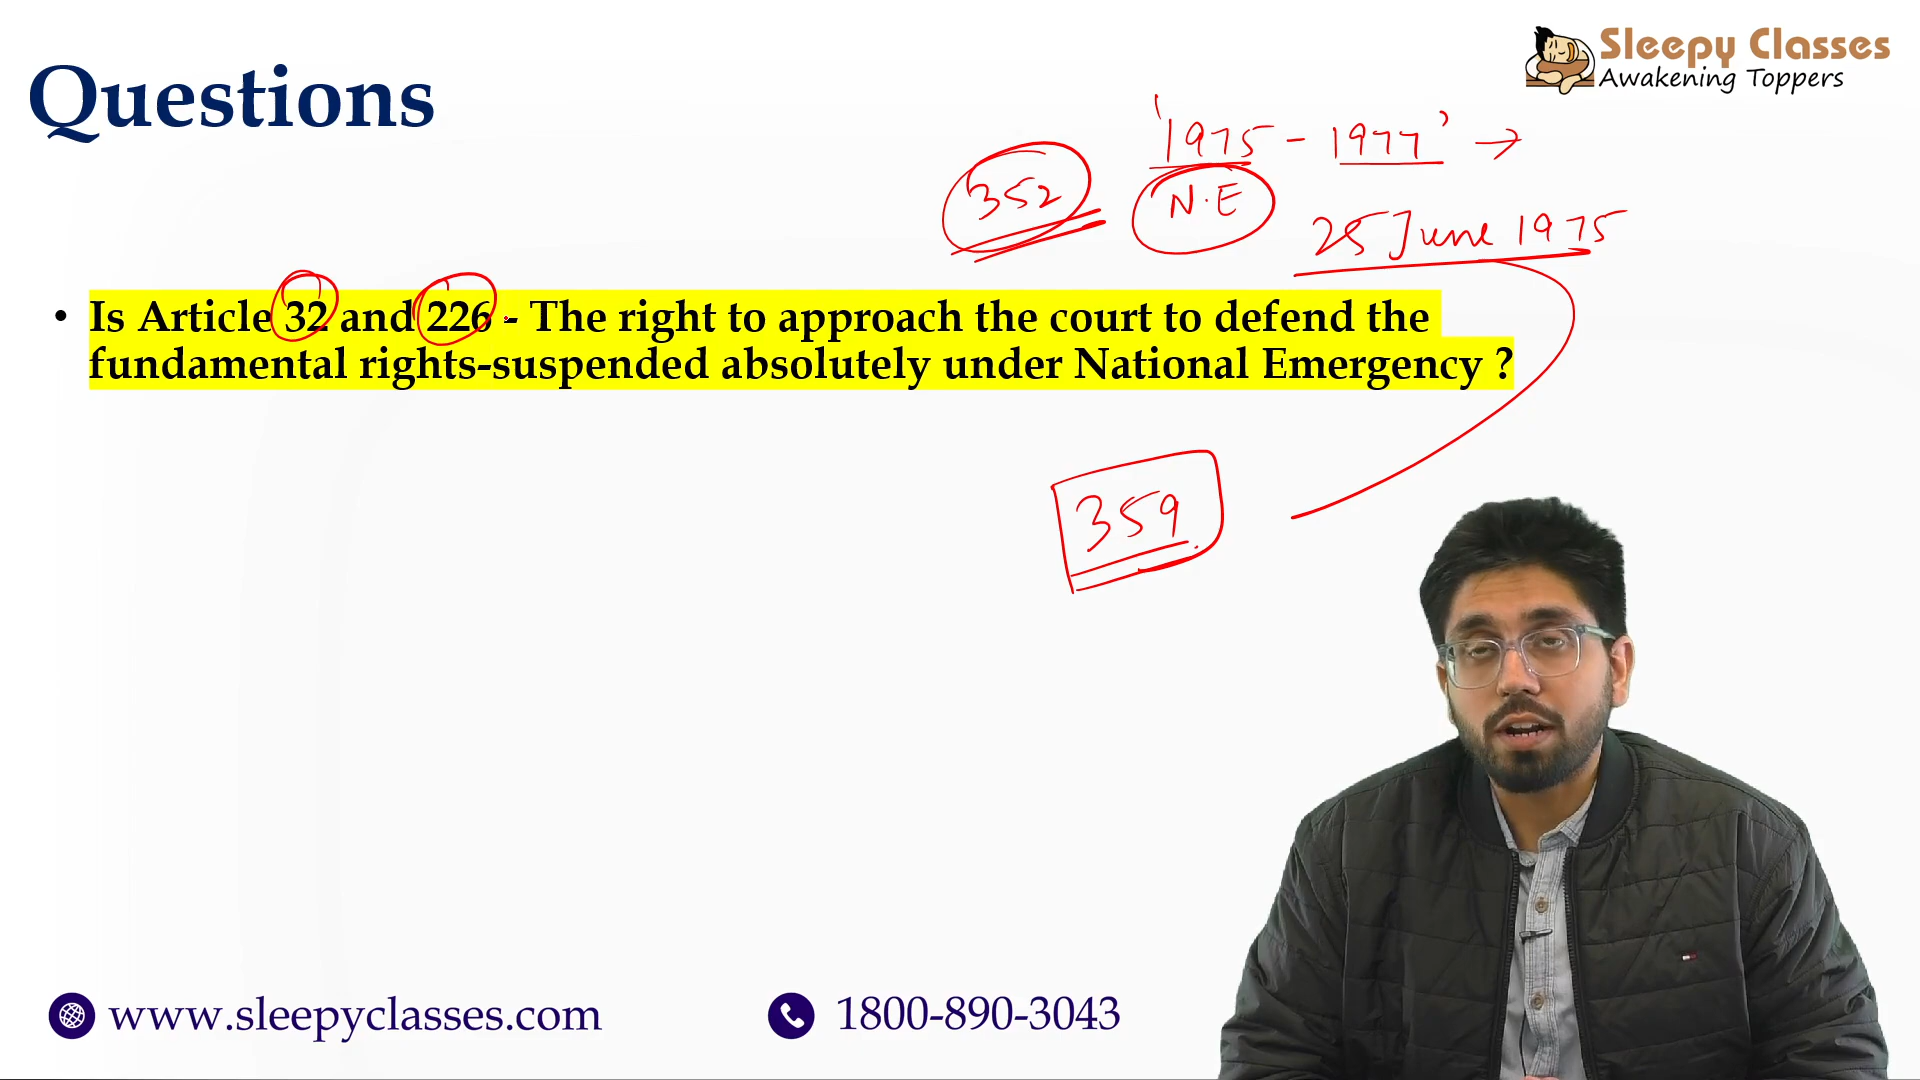 Sleepy Classes
Awakening Toppers
Questions
'1975 - 1977' →
352
N.E
25 June 1975
• Is Article 32 and 226 - The right to approach the court to defend the
fundamental rights-suspended absolutely under National Emergency ?
359
www.sleepyclasses.com
1800-890-3043